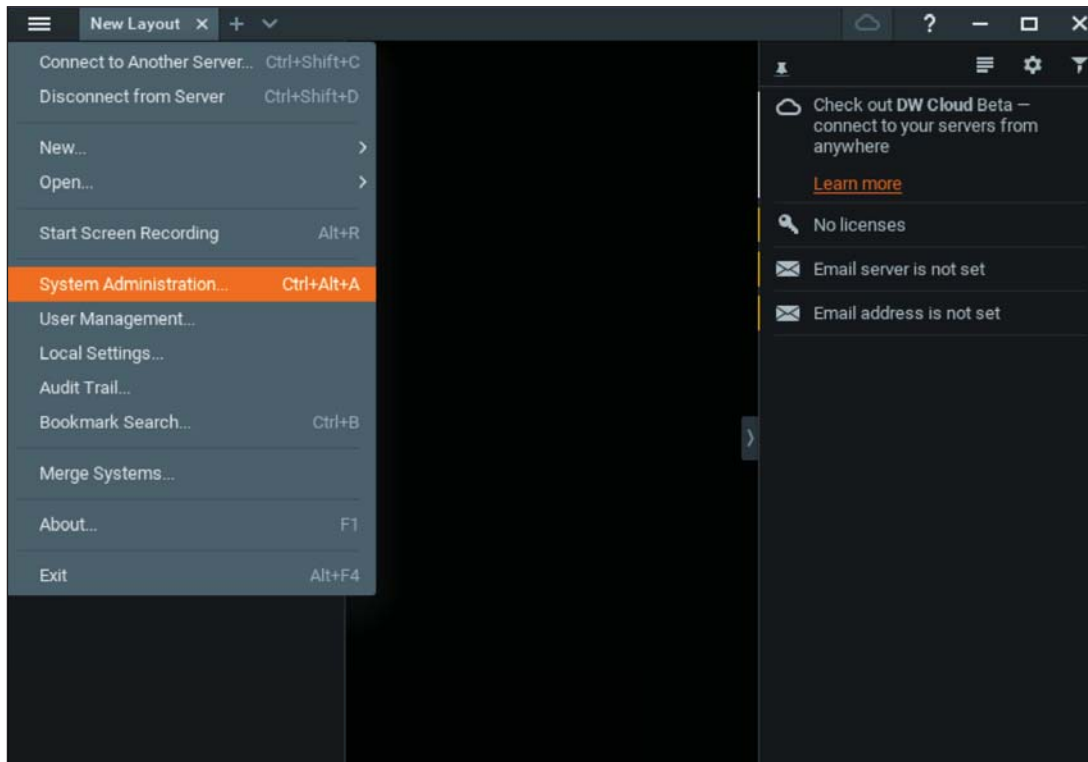 New Layout
?
Connect to Another Server... Ctrl+Shift+C
Disconnect from Server Ctrl+Shift+D
New...
Open...
Start Screen Recording Alt+R
System Administration... Ctrl+Alt+A
User Management...
Local Settings...
Audit Trail...
Bookmark Search... Ctrl+B
Merge Systems...
About... F1
Exit Alt+F4
Check out DW Cloud Beta —
connect to your servers from
anywhere
Learn more
No licenses
Email server is not set
Email address is not set